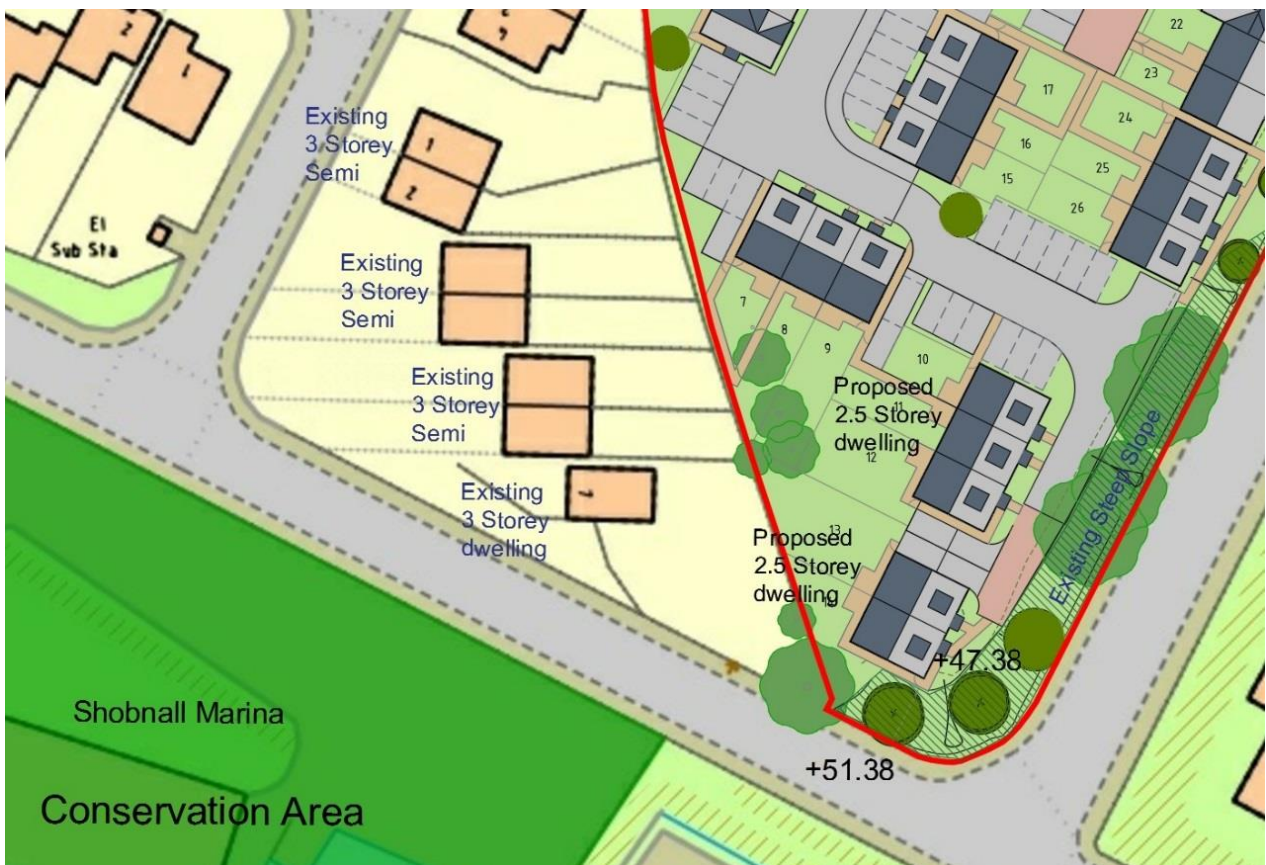 2
1
El
Sub Sta
Existing
3 Storey
Semi
1
2
Existing
3 Storey
Semi
Existing
3 Storey
Semi
Existing
3 Storey
dwelling
22
23
17
24
16
25
15
26
7
8
9
10
Proposed
2.5 Storey
dwelling
11
12
13
Proposed
2.5 Storey
dwelling
Existing Steep Slope
+47.38
+51.38
Shobnall Marina
Conservation Area